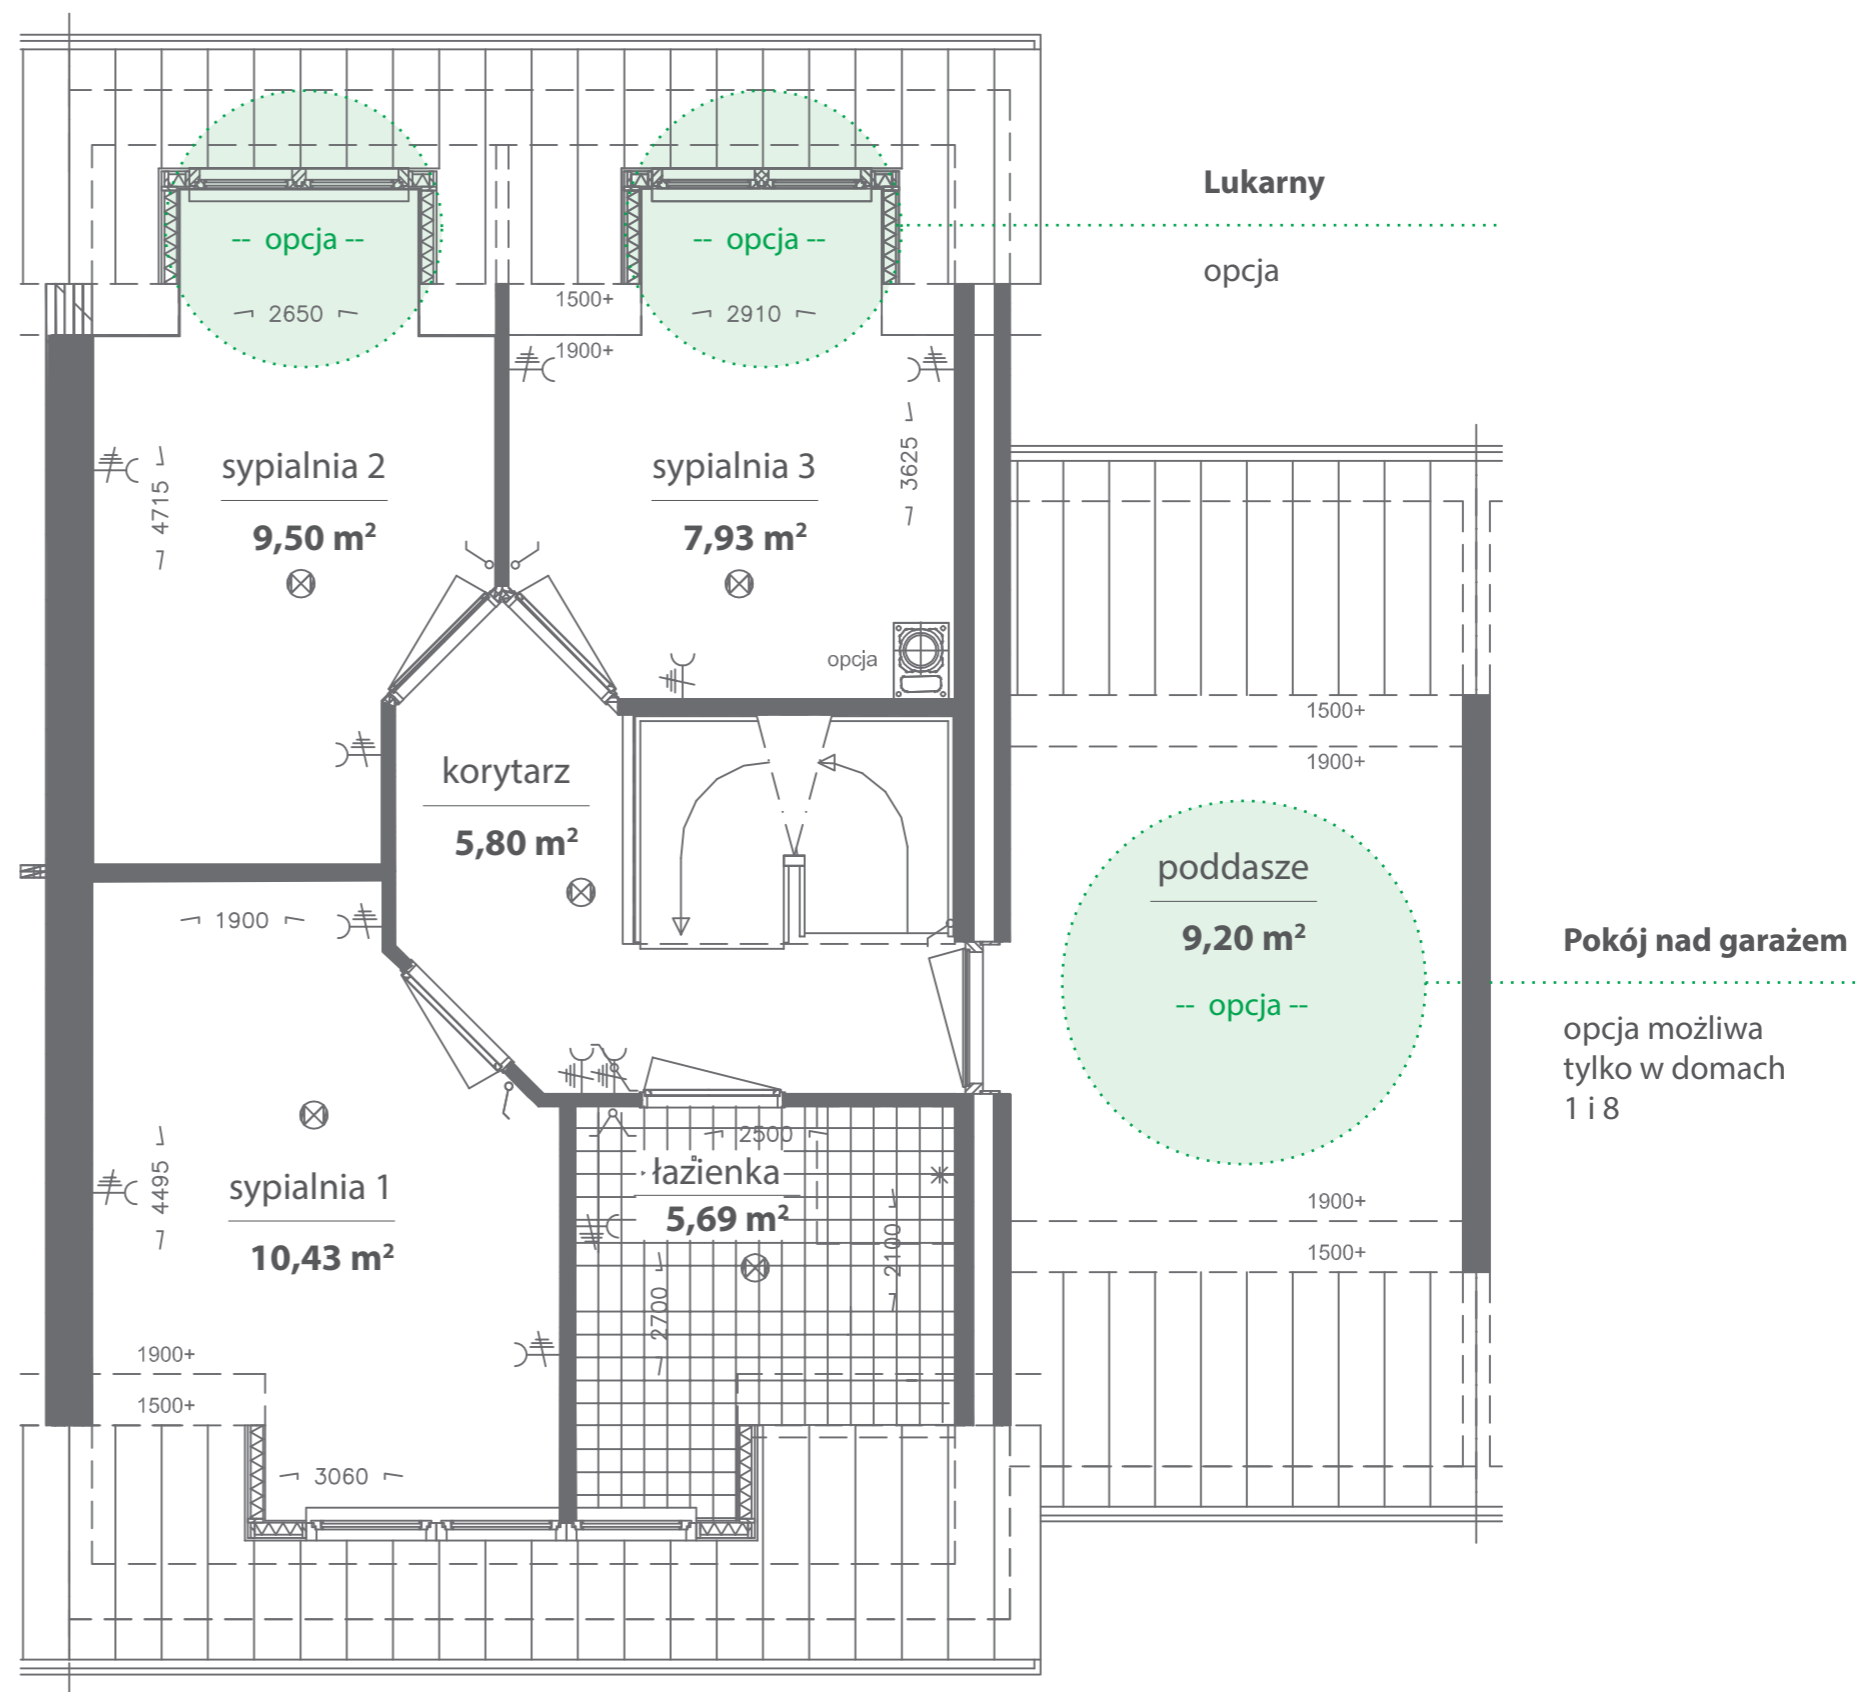 Lukarny
-- opcja --
-- opcja --
opcja
2650
1500+
2910
1900+
4715
sypialnia 2
9,50 m²
sypialnia 3
7,93 m²
3625
opcja
1500+
1900+
korytarz
5,80 m²
poddasze
9,20 m²
-- opcja --
Pokój nad garażem
opcja możliwa
tylko w domach
1 i 8
1900
2500
łazienka
5,69 m²
4495
sypialnia 1
10,43 m²
2100
2700
1900+
1500+
1900+
1500+
3060